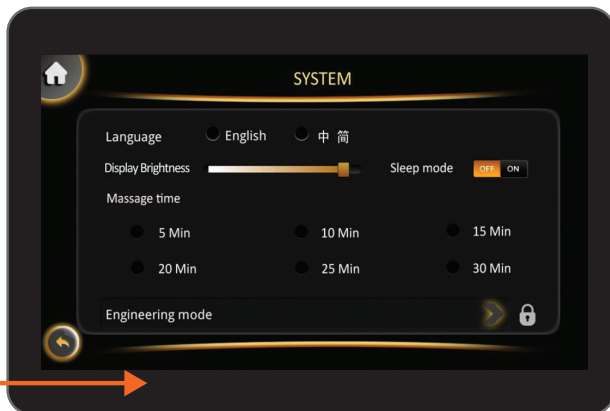 SYSTEM
Language English 中 简
Display Brightness Sleep mode OFF ON
Massage time
5 Min 10 Min 15 Min
20 Min 25 Min 30 Min
Engineering mode